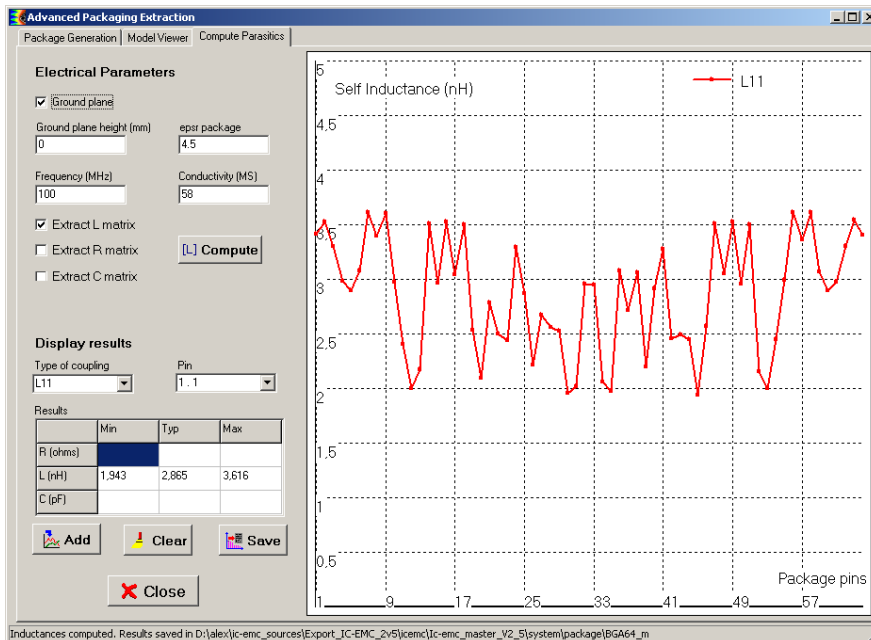 Advanced Packaging Extraction
Package Generation Model Viewer Compute Parasitics
Electrical Parameters
Ground plane
Ground plane height (mm) epsr package
0 4.5
Frequency (MHz) Conductivity (MS)
100 58
Extract L matrix
Extract R matrix
[L] Compute
Extract C matrix
Display results
Type of coupling Pin
L11 1 . 1
Results
Min Typ Max
R (ohms)
L (nH) 1,943 2,865 3,616
C (pF)
Add Clear Save
Close
5
Self Inductance (nH)
L11
4,5
4
3,5
3
2,5
2
1,5
1
0,5
Package pins
1 9 17 25 33 41 49 57
Inductances computed. Results saved in D:\alex\ic-emc_sources\Export_IC-EMC_2v5\icemc\Ic-emc_master_V2_5\system\package\BGA64_m